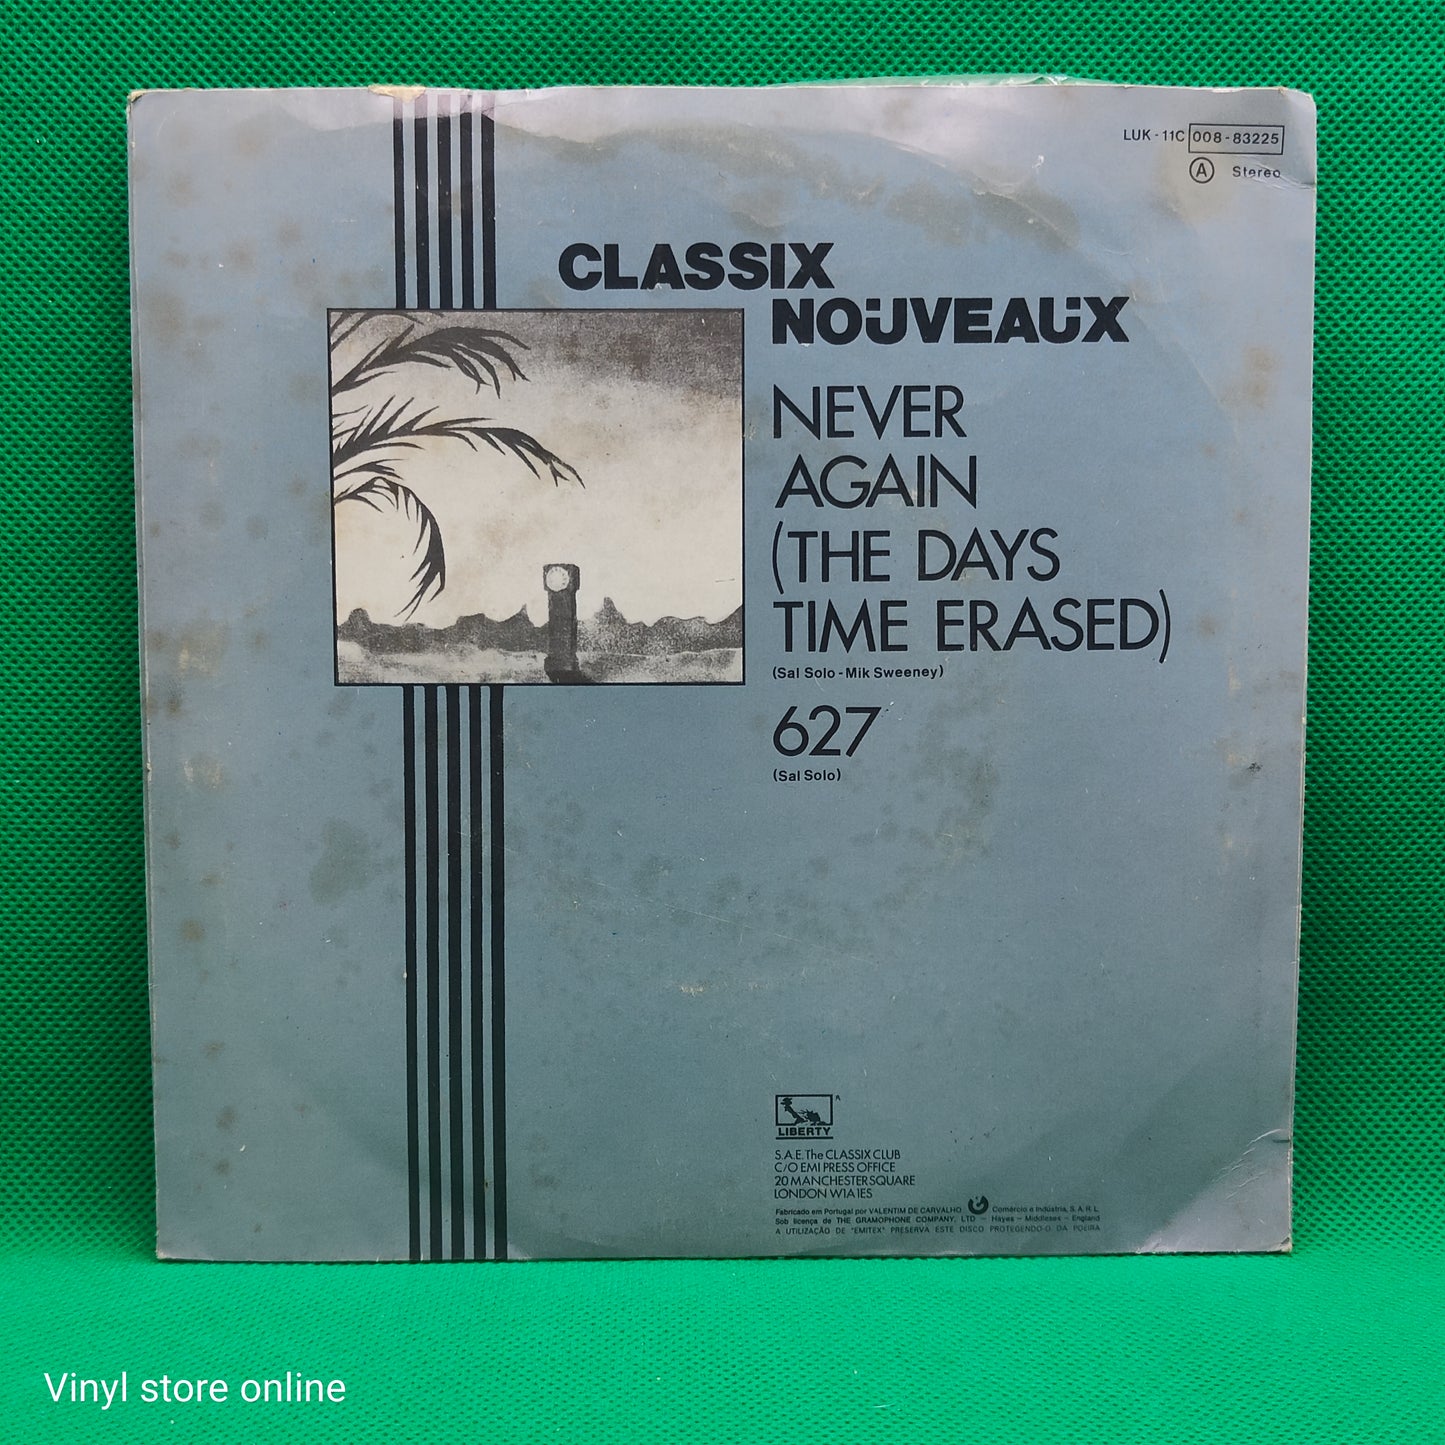 LUK - 11C 008 - 83225
A Stereo
CLASSIX
NOÜVEAÜX
NEVER
AGAIN
(THE DAYS
TIME ERASED)
(Sal Solo - Mik Sweeney)
627
(Sal Solo)
LIBERTY
S.A.E. The CLASSIX CLUB
C/O EMI PRESS OFFICE
20 MANCHESTER SQUARE
LONDON W1A 1ES
Fabricado em Portugal por VALENTIM DE CARVALHO Comércio e Indústria, S. A. R. L.
Sob licença de THE GRAMOPHONE COMPANY, LTD — Hayes — Middlesex — England
A UTILIZAÇÃO DE "EMITEX" PRESERVA ESTE DISCO PROTEGENDO-O DA POEIRA
Vinyl store online